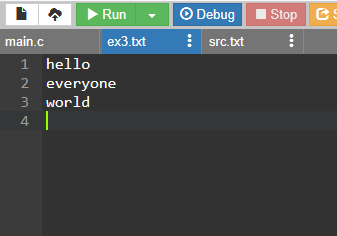 Run Debug Stop S
main.c ex3.txt src.txt
1 hello
2 everyone
3 world
4